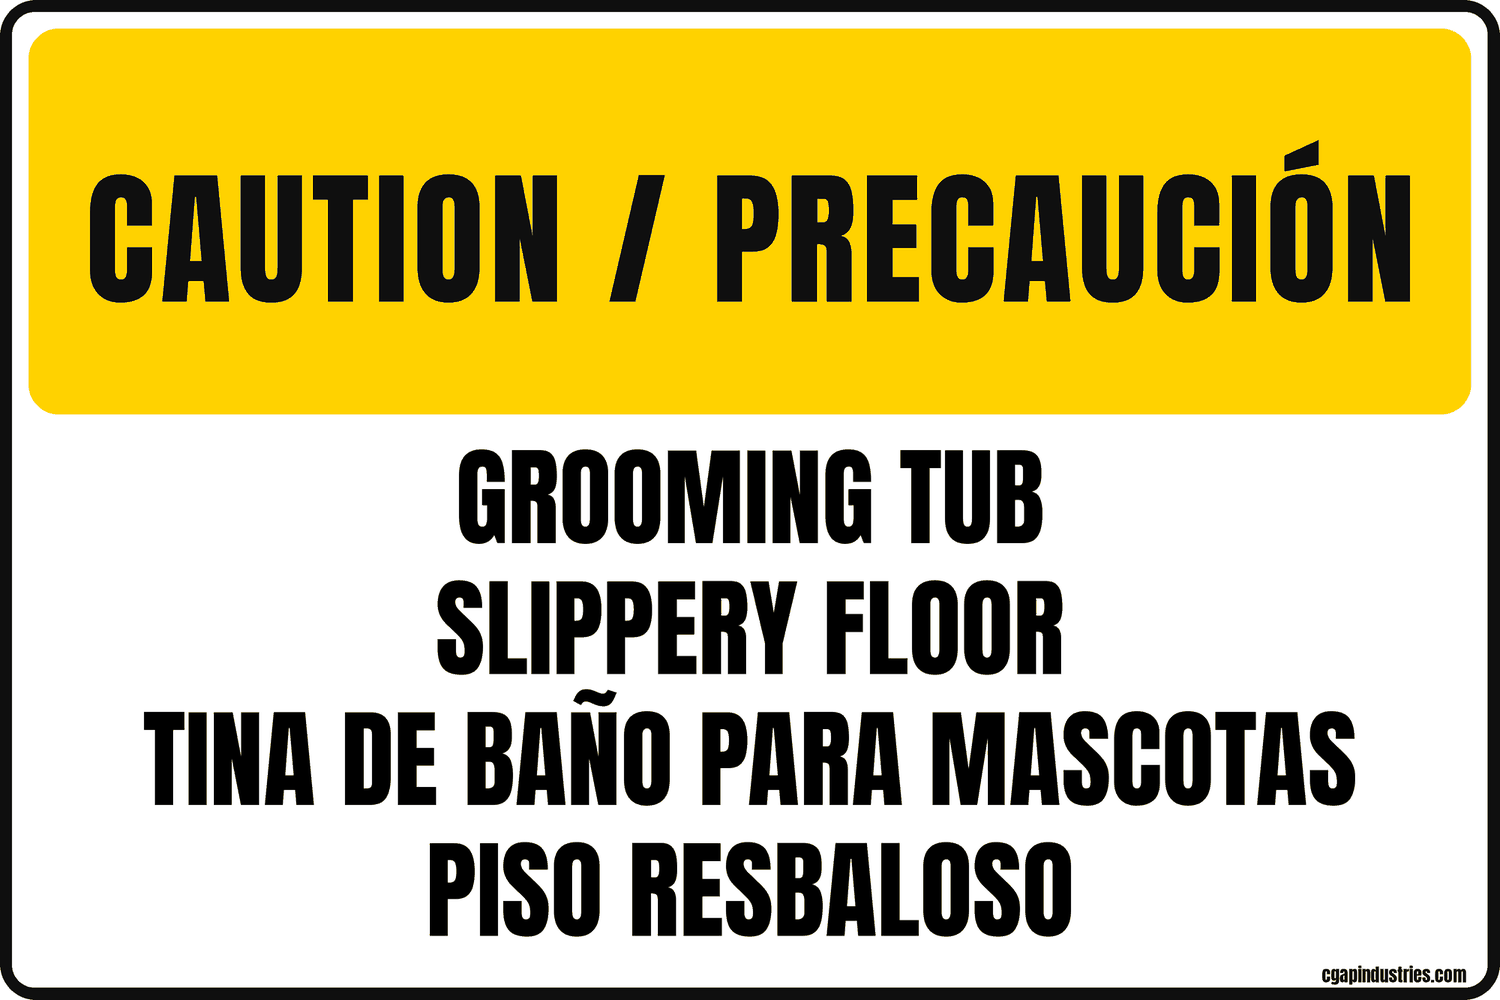 CAUTION / PRECAUCIÓN
GROOMING TUB
SLIPPERY FLOOR
TINA DE BAÑO PARA MASCOTAS
PISO RESBALOSO
cgapindustries.com